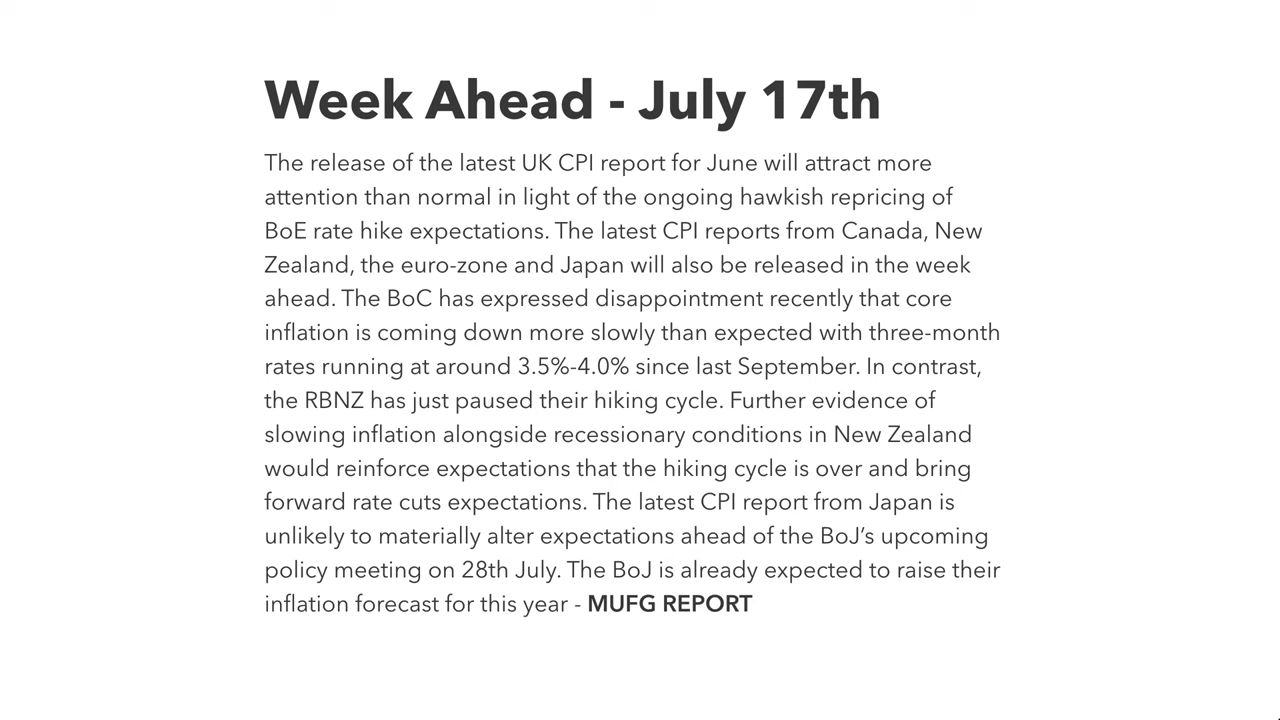 Week Ahead - July 17th
The release of the latest UK CPI report for June will attract more
attention than normal in light of the ongoing hawkish repricing of
BoE rate hike expectations. The latest CPI reports from Canada, New
Zealand, the euro-zone and Japan will also be released in the week
ahead. The BoC has expressed disappointment recently that core
inflation is coming down more slowly than expected with three-month
rates running at around 3.5%-4.0% since last September. In contrast,
the RBNZ has just paused their hiking cycle. Further evidence of
slowing inflation alongside recessionary conditions in New Zealand
would reinforce expectations that the hiking cycle is over and bring
forward rate cuts expectations. The latest CPI report from Japan is
unlikely to materially alter expectations ahead of the BoJ’s upcoming
policy meeting on 28th July. The BoJ is already expected to raise their
inflation forecast for this year - MUFG REPORT